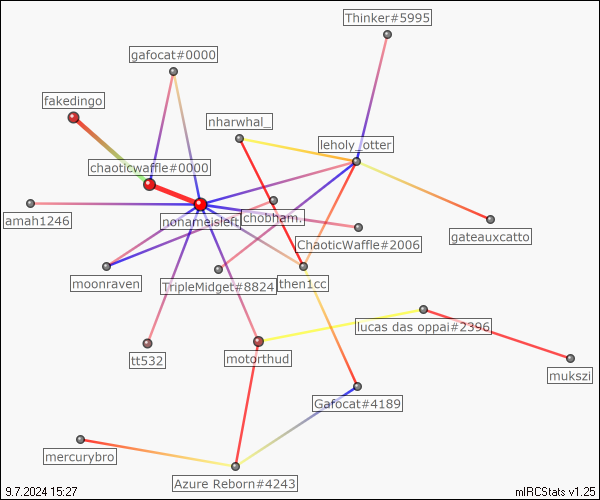 Thinker#5995
gafocat#0000
fakedingo
nharwhal_
leholy_otter
chaoticwaffle#0000
amah1246
nonameisleft
chobham.
gateauxcatto
ChaoticWaffle#2006
moonraven
TripleMidget#8824
then1cc
lucas das oppai#2396
tt532
motorthud
mukszi
Gafocat#4189
mercurybro
Azure Reborn#4243
9.7.2024 15:27
mIRCStats v1.25